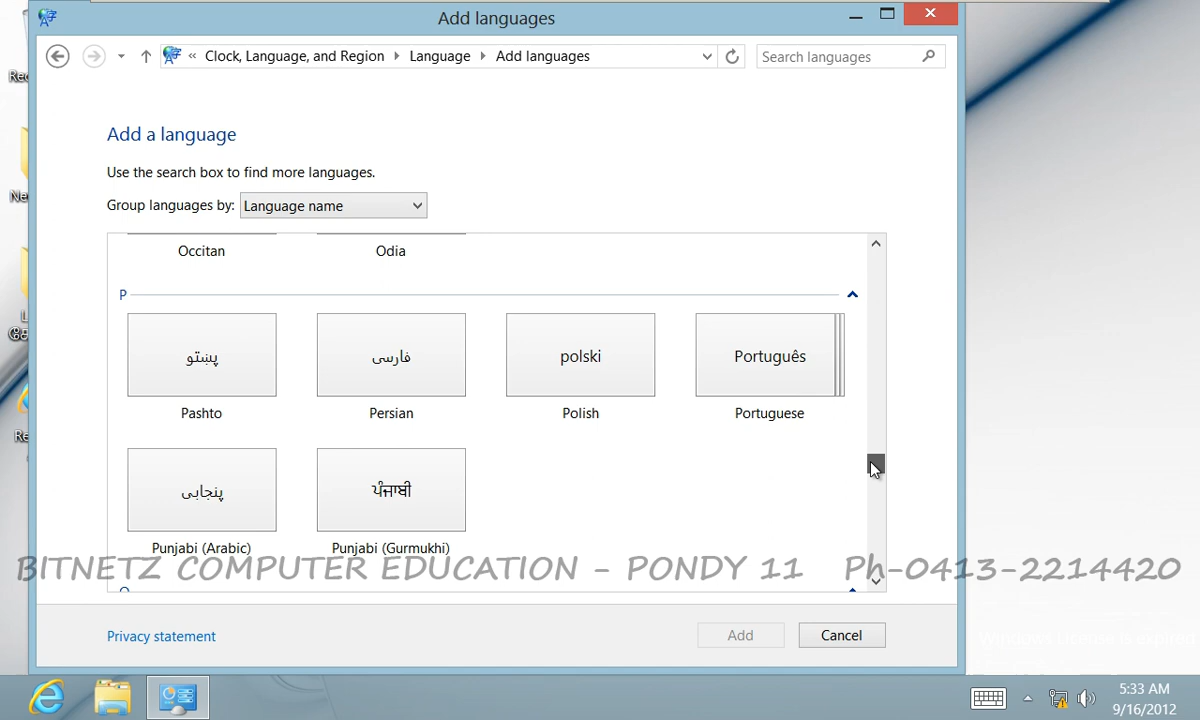 Add languages
« Clock, Language, and Region Language Add languages
Search languages
Add a language
Use the search box to find more languages.
Group languages by: Language name
Occitan Odia
P
پښتو فارسی polski Português
Pashto Persian Polish Portuguese
پنجابی ਪੰਜਾਬੀ
Punjabi (Arabic) Punjabi (Gurmukhi)
BITNETZ COMPUTER EDUCATION - PONDY 11 Ph-0413-2214420
Privacy statement Add Cancel
5:33 AM
9/16/2012